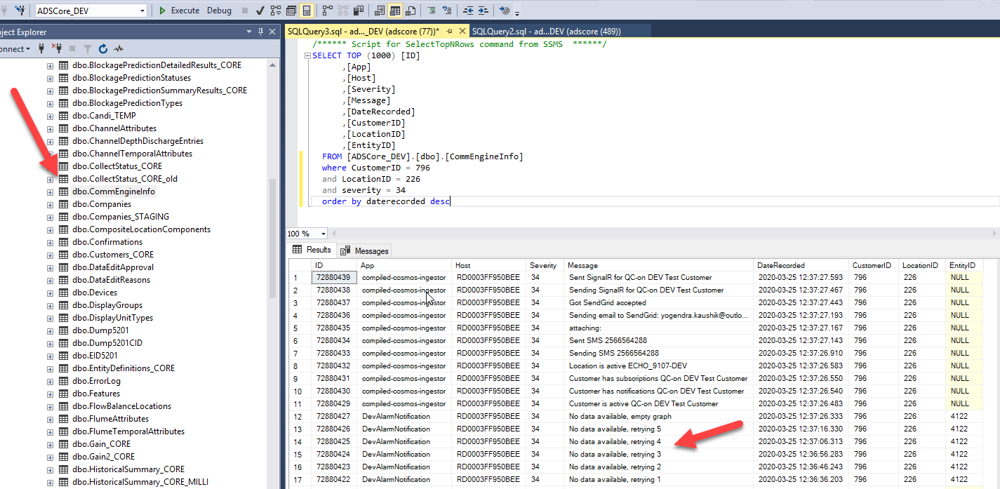 ADSCore_DEV
Execute Debug
ject Explorer
onnect
dbo.BlockagePredictionDetailedResults_CORE
dbo.BlockagePredictionStatuses
dbo.BlockagePredictionSummaryResults_CORE
dbo.BlockagePredictionTypes
dbo.Candi_TEMP
dbo.ChannelAttributes
dbo.ChannelDepthDischargeEntries
dbo.ChannelTemporalAttributes
dbo.CollectStatus_CORE
dbo.CollectStatus_CORE_old
dbo.CommEngineInfo
dbo.Companies
dbo.Companies_STAGING
dbo.CompositeLocationComponents
dbo.Confirmations
dbo.Customers_CORE
dbo.DataEditApproval
dbo.DataEditReasons
dbo.Devices
dbo.DisplayGroups
dbo.DisplayUnitTypes
dbo.Dump5201
dbo.Dump5201CID
dbo.EID5201
dbo.EntityDefinitions_CORE
dbo.ErrorLog
dbo.Features
dbo.FlowBalanceLocations
dbo.FlumeAttributes
dbo.FlumeTemporalAttributes
dbo.Gain_CORE
dbo.Gain2_CORE
dbo.HistoricalSummary_CORE
dbo.HistoricalSummary_CORE_MILLI
SQLQuery3.sql - ad..._DEV (adscore (77))* SQLQuery2.sql - ad...DEV (adscore (489))
/****** Script for SelectTopNRows command from SSMS ******/
SELECT TOP (1000) [ID]
,[App]
,[Host]
,[Severity]
,[Message]
,[DateRecorded]
,[CustomerID]
,[LocationID]
,[EntityID]
FROM [ADSCore_DEV].[dbo].[CommEngineInfo]
where CustomerID = 796
and LocationID = 226
and severity = 34
order by daterecorded desc
100 %
Results Messages
ID App Host Severity Message DateRecorded CustomerID LocationID EntityID
1 72880439 compiled-cosmos-ingestor RD0003FF950BEE 34 Sent SignalR for QC-on DEV Test Customer 2020-03-25 12:37:27.593 796 226 NULL
2 72880438 compiled-cosmos-ingestor RD0003FF950BEE 34 Sending SignalR for QC-on DEV Test Customer 2020-03-25 12:37:27.467 796 226 NULL
3 72880437 compiled-cosmos-ingestor RD0003FF950BEE 34 Got SendGrid accepted 2020-03-25 12:37:27.443 796 226 NULL
4 72880436 compiled-cosmos-ingestor RD0003FF950BEE 34 Sending email to SendGrid: yogendra.kaushik@outlo... 2020-03-25 12:37:27.193 796 226 NULL
5 72880435 compiled-cosmos-ingestor RD0003FF950BEE 34 attaching: 2020-03-25 12:37:27.167 796 226 NULL
6 72880434 compiled-cosmos-ingestor RD0003FF950BEE 34 Sent SMS 2566564288 2020-03-25 12:37:27.143 796 226 NULL
7 72880433 compiled-cosmos-ingestor RD0003FF950BEE 34 Sending SMS 2566564288 2020-03-25 12:37:26.910 796 226 NULL
8 72880432 compiled-cosmos-ingestor RD0003FF950BEE 34 Location is active ECHO_9107-DEV 2020-03-25 12:37:26.583 796 226 NULL
9 72880431 compiled-cosmos-ingestor RD0003FF950BEE 34 Customer has subscriptions QC-on DEV Test Customer 2020-03-25 12:37:26.550 796 226 NULL
10 72880430 compiled-cosmos-ingestor RD0003FF950BEE 34 Customer has notifications QC-on DEV Test Customer 2020-03-25 12:37:26.540 796 226 NULL
11 72880429 compiled-cosmos-ingestor RD0003FF950BEE 34 Customer is active QC-on DEV Test Customer 2020-03-25 12:37:26.483 796 226 NULL
12 72880427 DevAlarmNotification RD0003FF950BEE 34 No data available, empty graph 2020-03-25 12:37:26.333 796 226 4122
13 72880426 DevAlarmNotification RD0003FF950BEE 34 No data available, retrying 5 2020-03-25 12:37:16.330 796 226 4122
14 72880425 DevAlarmNotification RD0003FF950BEE 34 No data available, retrying 4 2020-03-25 12:37:06.313 796 226 4122
15 72880424 DevAlarmNotification RD0003FF950BEE 34 No data available, retrying 3 2020-03-25 12:36:56.283 796 226 4122
16 72880423 DevAlarmNotification RD0003FF950BEE 34 No data available, retrying 2 2020-03-25 12:36:46.243 796 226 4122
17 72880422 DevAlarmNotification RD0003FF950BEE 34 No data available, retrying 1 2020-03-25 12:36:36.203 796 226 4122